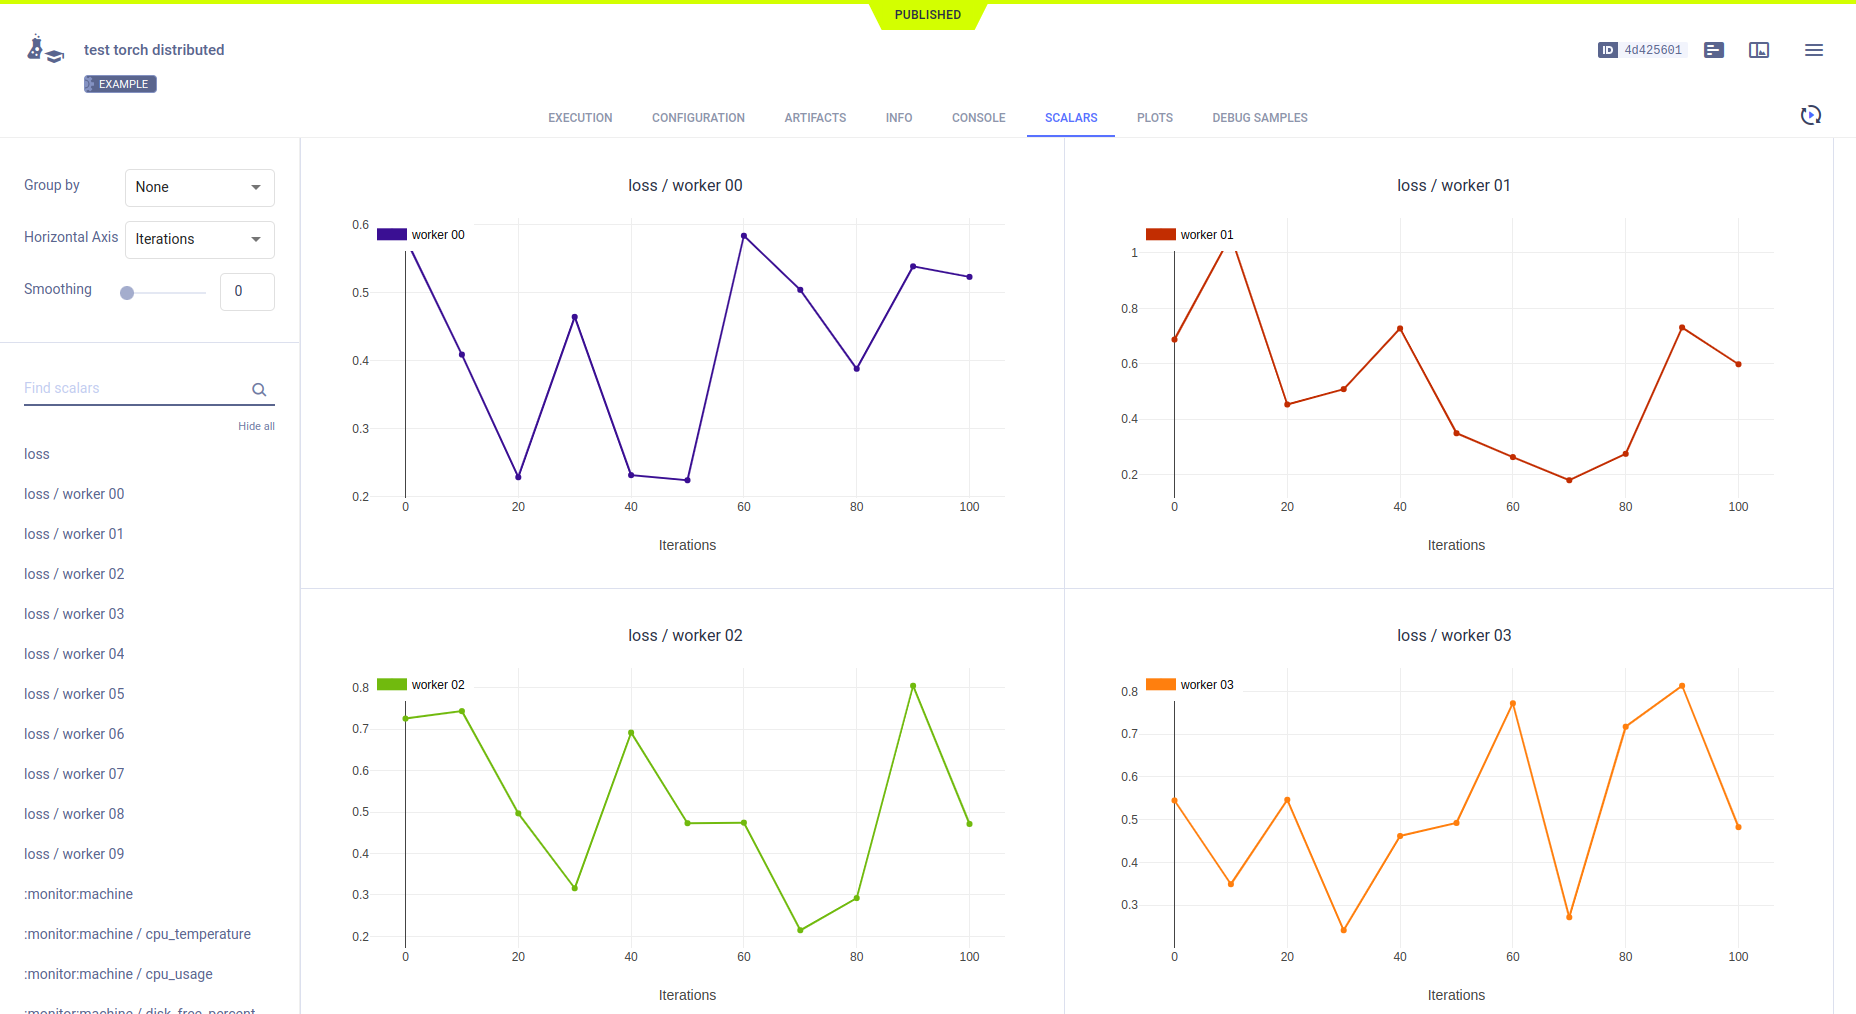 PUBLISHED
test torch distributed
EXAMPLE
ID 4d425601
EXECUTION CONFIGURATION ARTIFACTS INFO CONSOLE SCALARS PLOTS DEBUG SAMPLES
Group by None
Horizontal Axis Iterations
Smoothing 0
Find scalars
Hide all
loss
loss / worker 00
loss / worker 01
loss / worker 02
loss / worker 03
loss / worker 04
loss / worker 05
loss / worker 06
loss / worker 07
loss / worker 08
loss / worker 09
:monitor:machine
:monitor:machine / cpu_temperature
:monitor:machine / cpu_usage
:monitor:machine / disk_free_percent
loss / worker 00
worker 00
0.6
0.5
0.4
0.3
0.2
0 20 40 60 80 100
Iterations
loss / worker 01
worker 01
1
0.8
0.6
0.4
0.2
0 20 40 60 80 100
Iterations
loss / worker 02
worker 02
0.8
0.7
0.6
0.5
0.4
0.3
0.2
0 20 40 60 80 100
Iterations
loss / worker 03
worker 03
0.8
0.7
0.6
0.5
0.4
0.3
0 20 40 60 80 100
Iterations